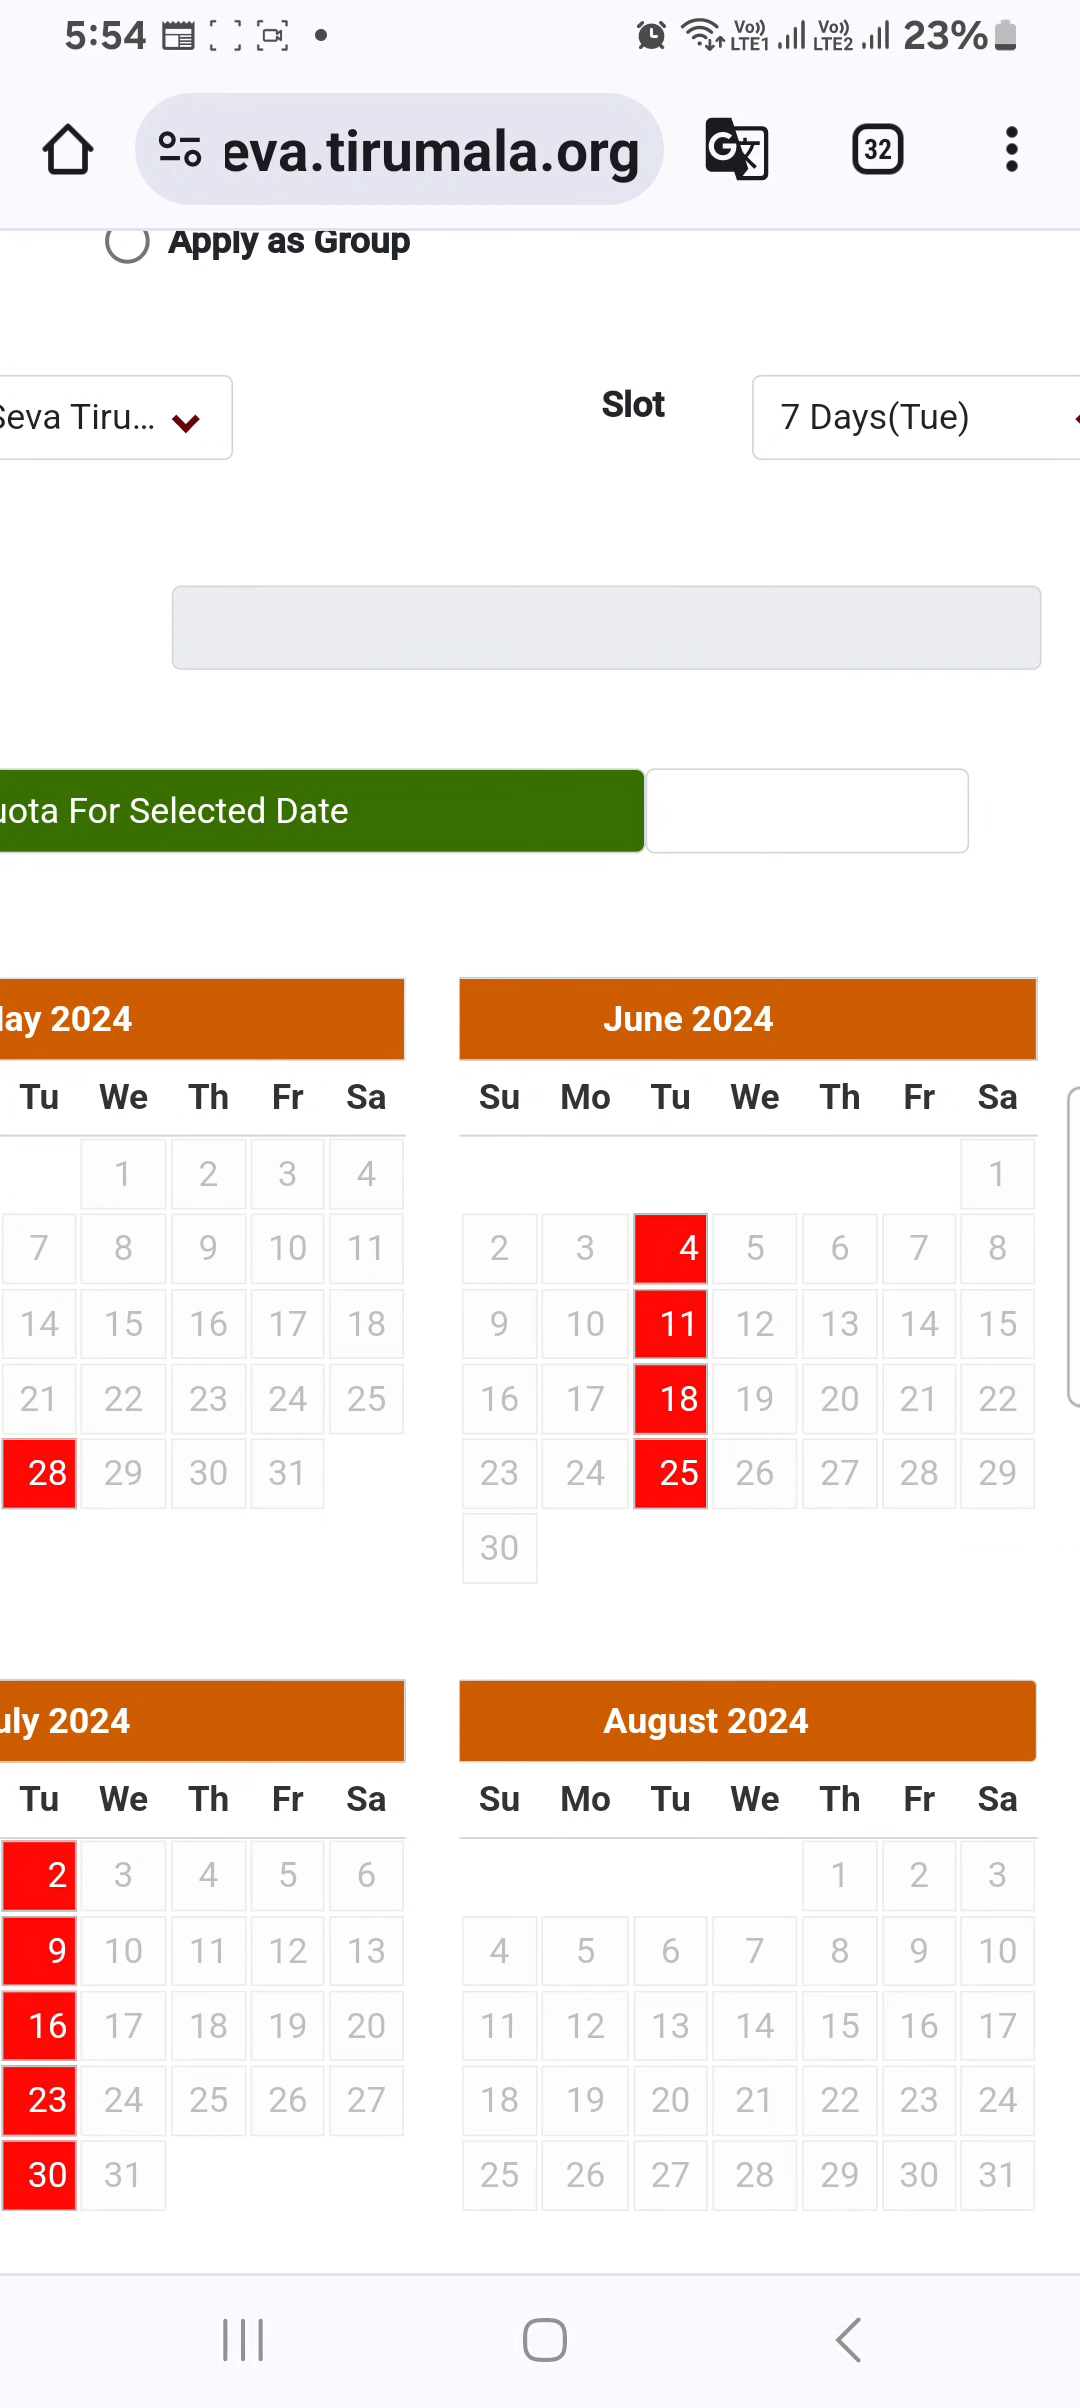 5:54 Vo)) LTE1 Vo)) LTE2 23%
eva.tirumala.org 32
Apply as Group
Seva Tiru...
Slot 7 Days(Tue)
uota For Selected Date
ay 2024
Tu We Th Fr Sa
1 2 3 4
7 8 9 10 11
14 15 16 17 18
21 22 23 24 25
28 29 30 31
June 2024
Su Mo Tu We Th Fr Sa
1
2 3 4 5 6 7 8
9 10 11 12 13 14 15
16 17 18 19 20 21 22
23 24 25 26 27 28 29
30
uly 2024
Tu We Th Fr Sa
2 3 4 5 6
9 10 11 12 13
16 17 18 19 20
23 24 25 26 27
30 31
August 2024
Su Mo Tu We Th Fr Sa
1 2 3
4 5 6 7 8 9 10
11 12 13 14 15 16 17
18 19 20 21 22 23 24
25 26 27 28 29 30 31